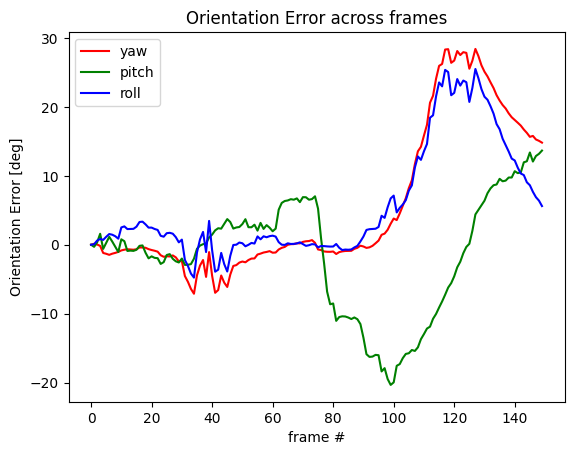 Orientation Error across frames
yaw
pitch
roll
Orientation Error [deg]
30
20
10
0
−10
−20
0 20 40 60 80 100 120 140
frame #